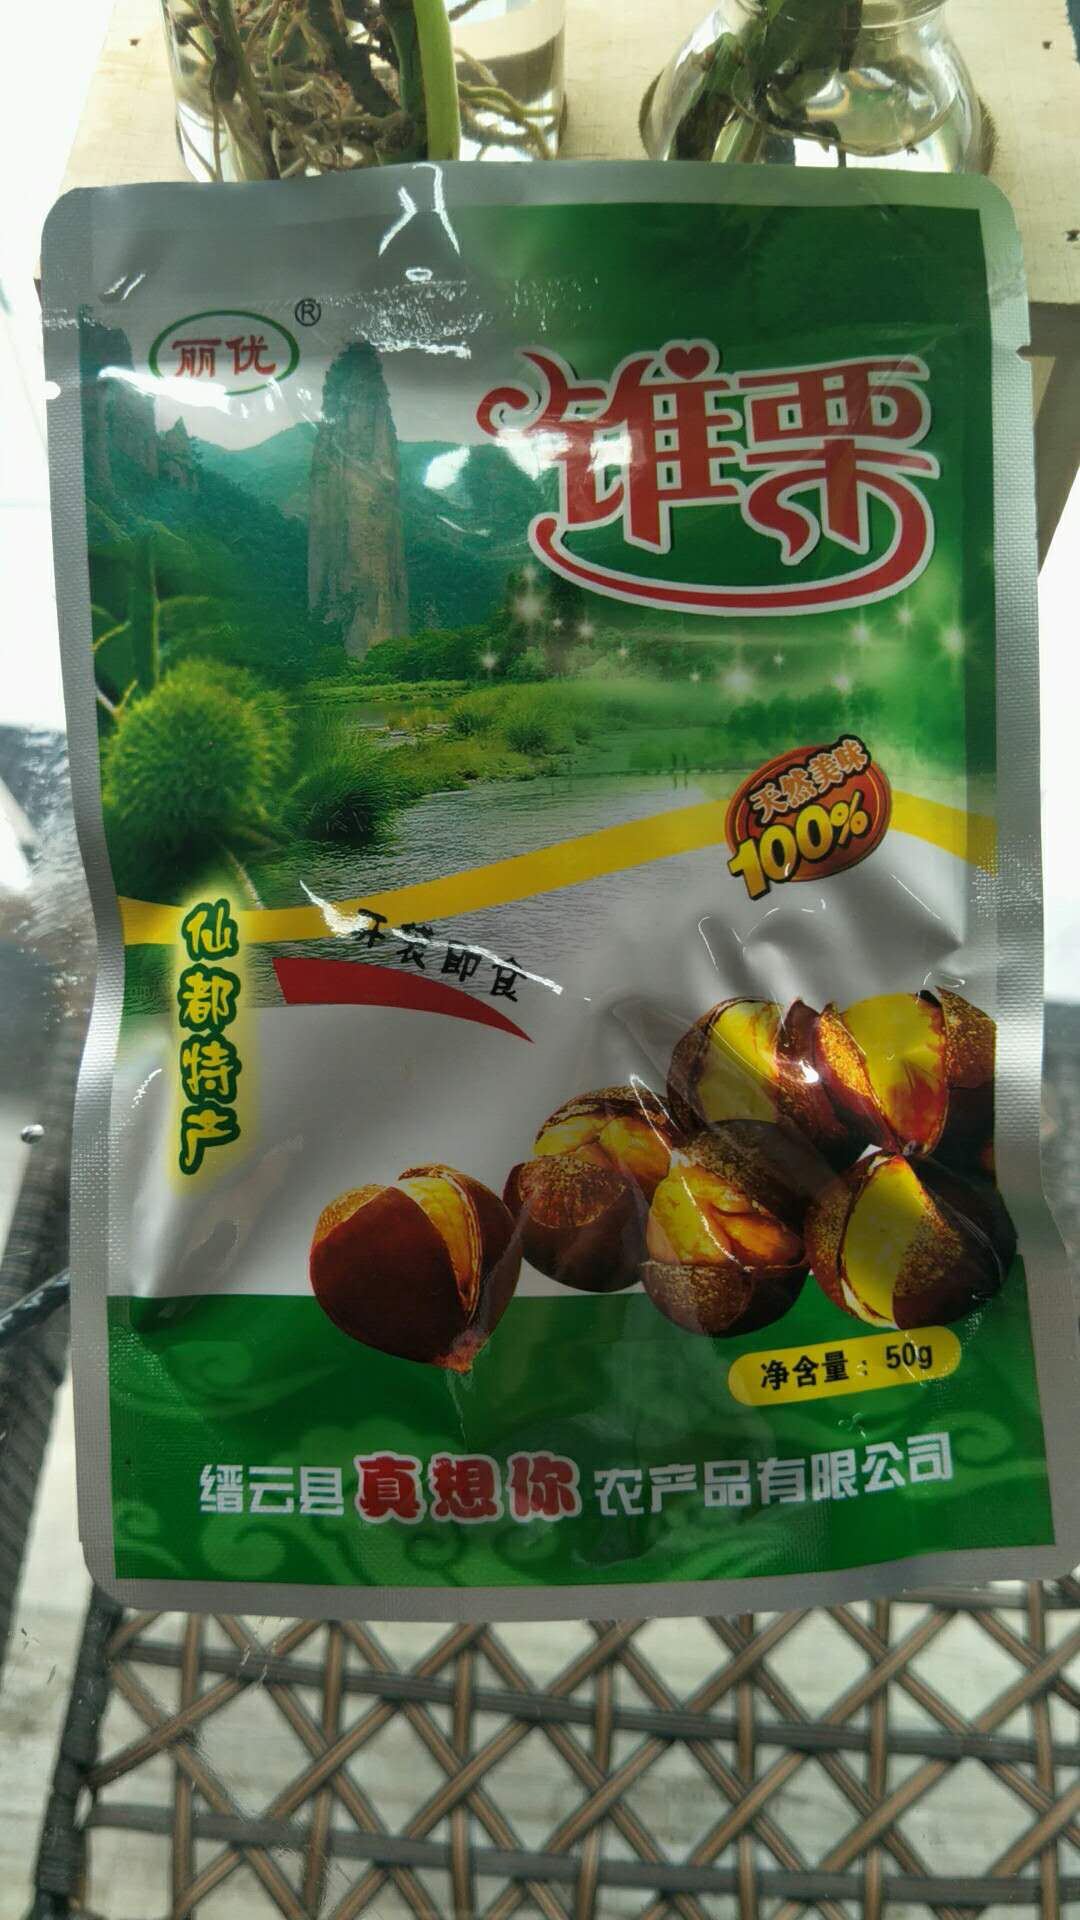 丽优®
锥栗
天然美味
100%
仙都特产
开袋即食
净含量：50g
缙云县真想你农产品有限公司